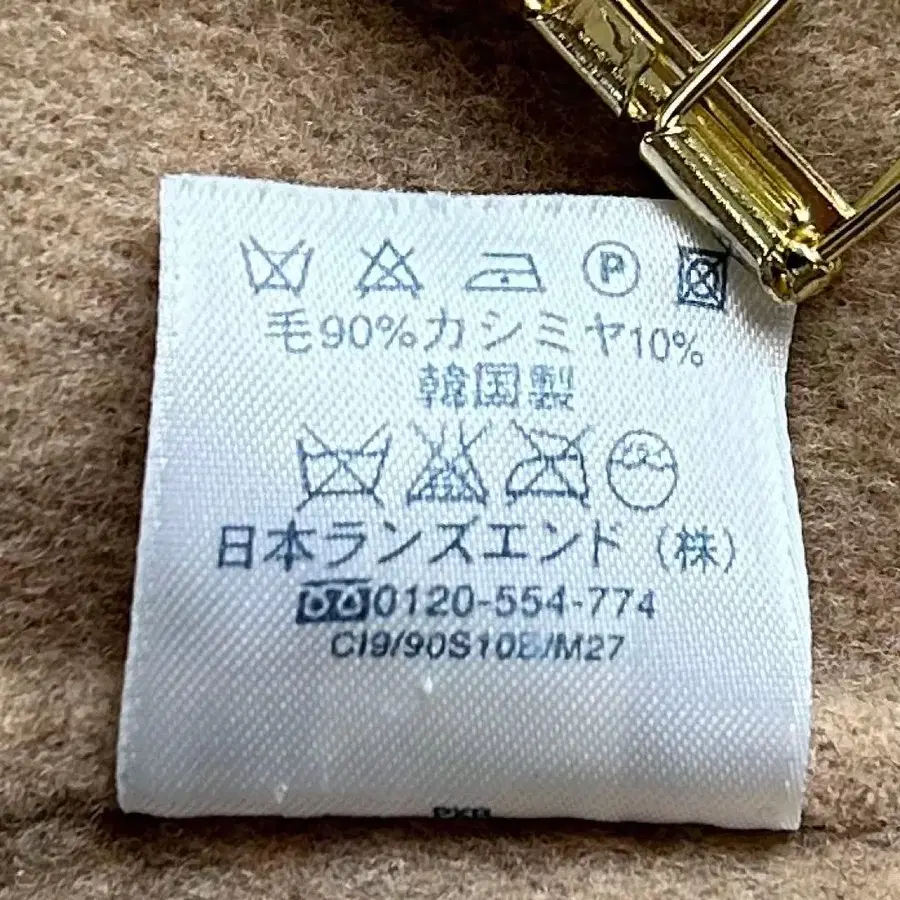 P
毛90%カシミヤ10%
韓国製
日本ランズエンド（株）
0120-554-774
CI9/90S10B/M27